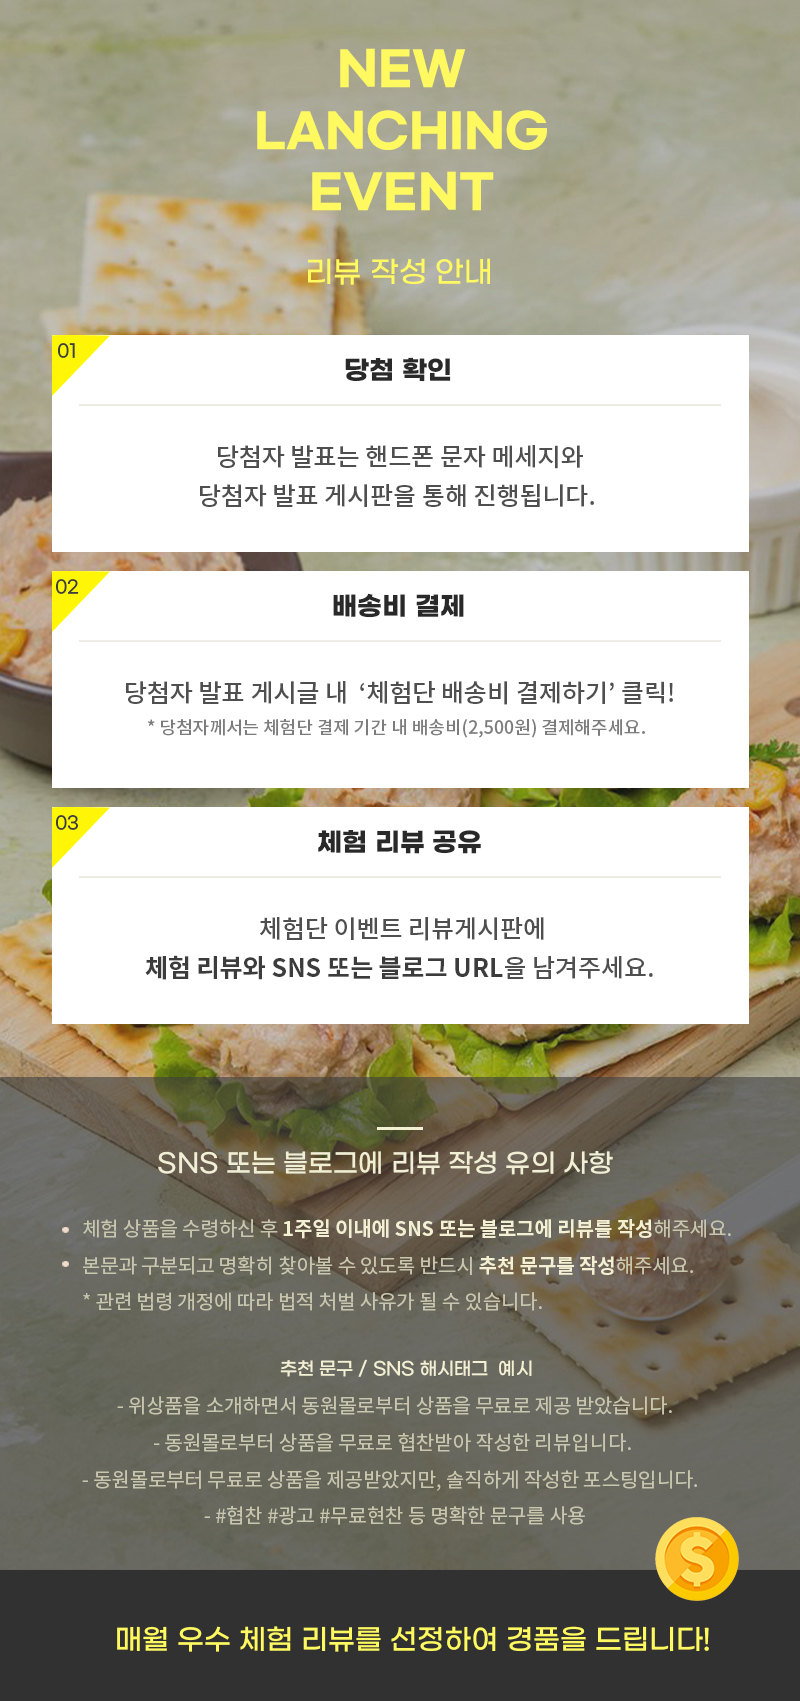 NEW
LANCHING
EVENT
리뷰 작성 안내
01
당첨 확인
당첨자 발표는 핸드폰 문자 메세지와
당첨자 발표 게시판을 통해 진행됩니다.
02
배송비 결제
당첨자 발표 게시글 내 ‘체험단 배송비 결제하기’ 클릭!
* 당첨자께서는 체험단 결제 기간 내 배송비(2,500원) 결제해주세요.
03
체험 리뷰 공유
체험단 이벤트 리뷰게시판에
체험 리뷰와 SNS 또는 블로그 URL을 남겨주세요.
SNS 또는 블로그에 리뷰 작성 유의 사항
• 체험 상품을 수령하신 후 1주일 이내에 SNS 또는 블로그에 리뷰를 작성해주세요.
• 본문과 구분되고 명확히 찾아볼 수 있도록 반드시 추천 문구를 작성해주세요.
* 관련 법령 개정에 따라 법적 처벌 사유가 될 수 있습니다.
추천 문구 / SNS 해시태그 예시
- 위상품을 소개하면서 동원몰로부터 상품을 무료로 제공 받았습니다.
- 동원몰로부터 상품을 무료로 협찬받아 작성한 리뷰입니다.
- 동원몰로부터 무료로 상품을 제공받았지만, 솔직하게 작성한 포스팅입니다.
- #협찬 #광고 #무료현찬 등 명확한 문구를 사용
$
매월 우수 체험 리뷰를 선정하여 경품을 드립니다!